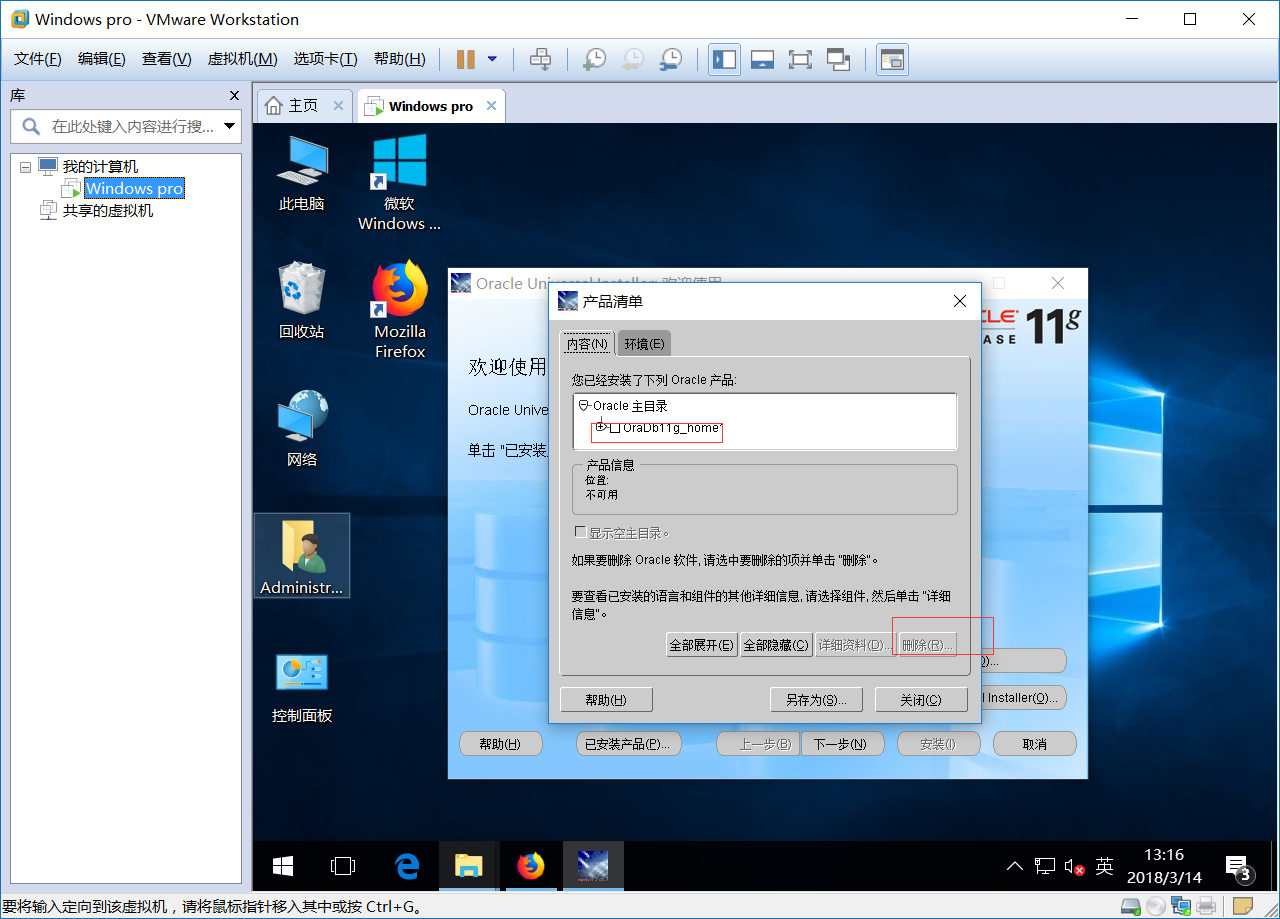 Windows pro - VMware Workstation
文件(F) 编辑(E) 查看(V) 虚拟机(M) 选项卡(T) 帮助(H)
库
在此处键入内容进行搜...
我的计算机
Windows pro
共享的虚拟机
主页
Windows pro
此电脑
微软
Windows ...
回收站
Mozilla
Firefox
网络
Administr...
控制面板
产品清单
内容(N) 环境(E)
您已经安装了下列 Oracle 产品:
Oracle 主目录
OraDb11g_home1
产品信息
位置:
不可用
显示空主目录。
如果要删除 Oracle 软件, 请选中要删除的项并单击 "删除"。
要查看已安装的语言和组件的其他详细信息, 请选择组件, 然后单击 "详细
信息"。
全部展开(E) 全部隐藏(C) 详细资料(D)... 删除(R)...
帮助(H) 另存为(S)... 关闭(C)
Oracle Universal Installer: 欢迎使用
11g
欢迎使用
Oracle Unive
单击 "已安装
Installer(O)...
帮助(H) 已安装产品(P)... 上一步(B) 下一步(N) 安装(I) 取消
英
13:16
2018/3/14
3
要将输入定向到该虚拟机，请将鼠标指针移入其中或按 Ctrl+G。